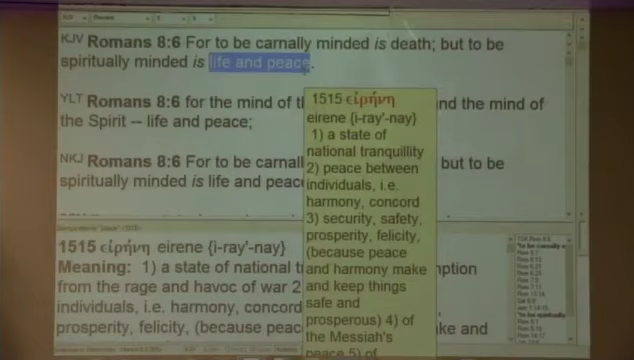 KJV Romans 8:6 For to be carnally minded is death; but to be
spiritually minded is life and peace.
YLT Romans 8:6 for the mind of th
nd the mind of
the Spirit -- life and peace;
NKJ Romans 8:6 For to be carnall
but to be
spiritually minded is life and peace
1515 εἰρήνη
eirene {i-ray'-nay}
1) a state of
national tranquillity
2) peace between
individuals, i.e.
harmony, concord
3) security, safety,
prosperity, felicity,
(because peace
and harmony make
and keep things
safe and
prosperous) 4) of
the Messiah's
peace 5) of
1515 εἰρήνη eirene {i-ray'-nay}
Meaning: 1) a state of national t
mption
from the rage and havoc of war 2
individuals, i.e. harmony, concord
prosperity, felicity, (because peac
ke and